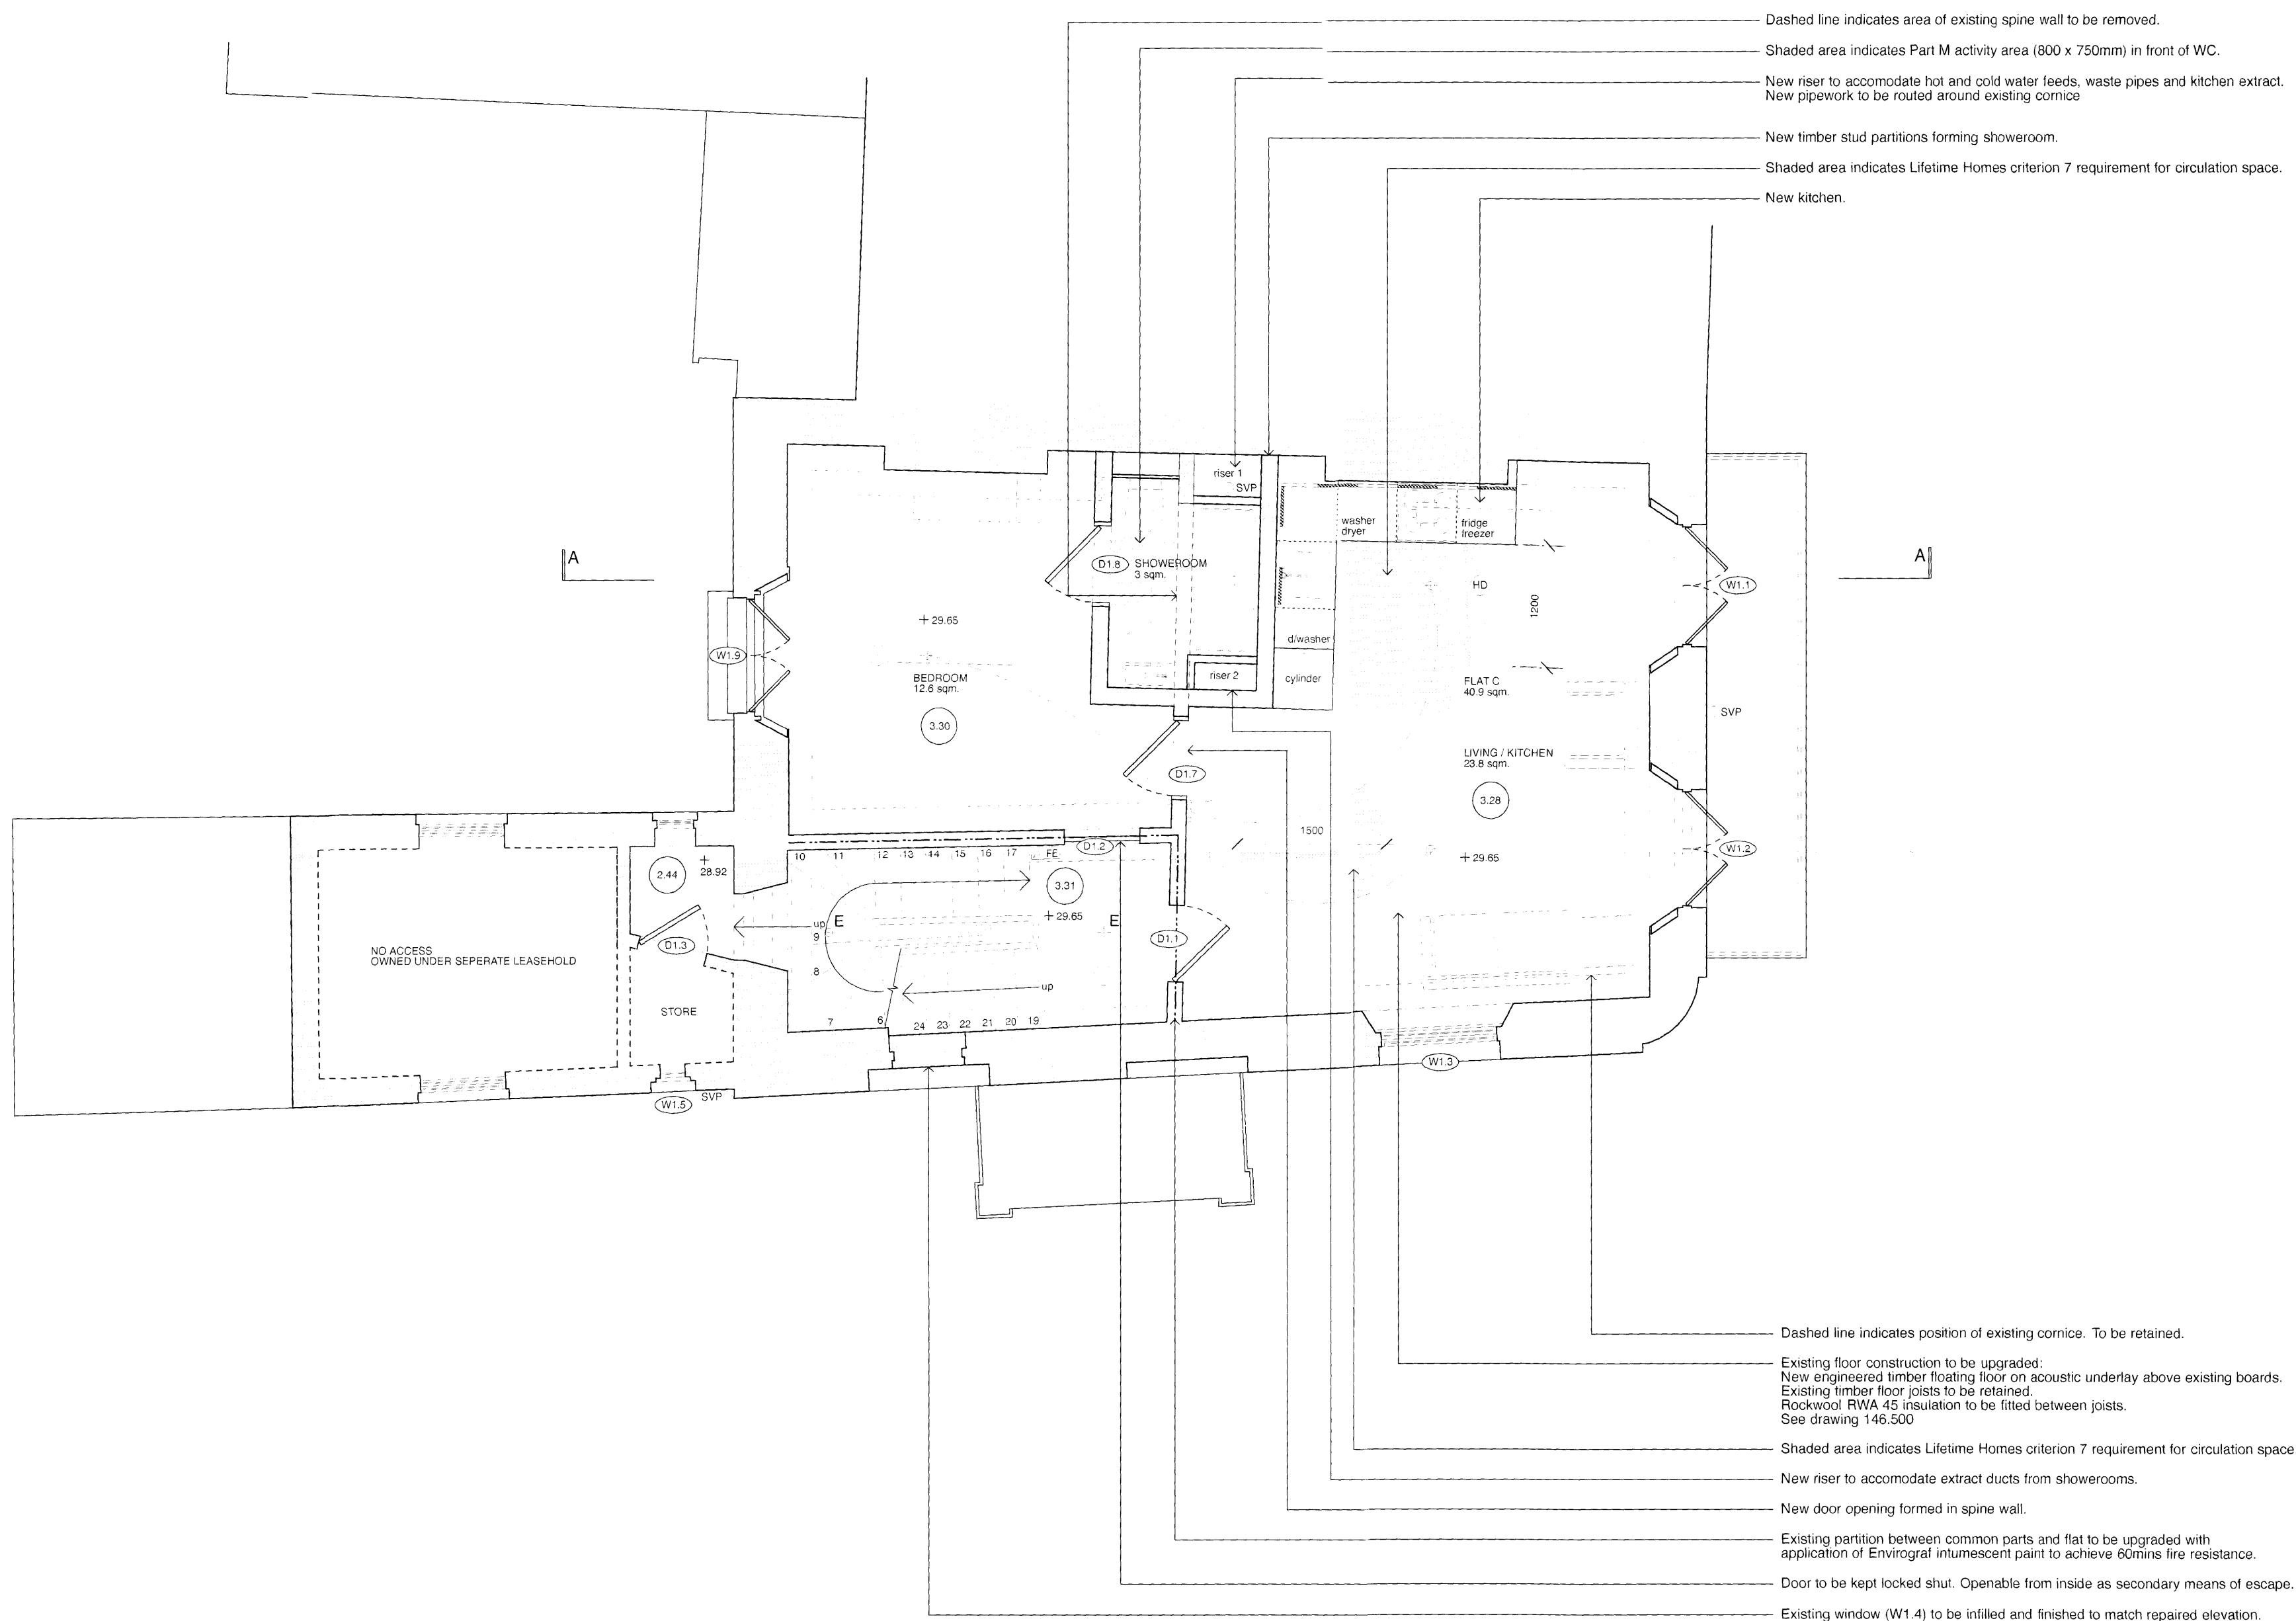 Dashed line indicates area of existing spine wall to be removed.
Shaded area indicates Part M activity area (800 x 750mm) in front of WC.
New riser to accomodate hot and cold water feeds, waste pipes and kitchen extract.
New pipework to be routed around existing cornice
New timber stud partitions forming showeroom.
Shaded area indicates Lifetime Homes criterion 7 requirement for circulation space.
New kitchen.
riser 1
SVP
washer
dryer
fridge
freezer
A
A
D1.8
SHOWEROOM
3 sqm.
HD
W1.1
1200
29.65
d/washer
W1.9
BEDROOM
12.6 sqm.
riser 2
cylinder
FLAT C
40.9 sqm.
SVP
3.30
D1.7
LIVING / KITCHEN
23.8 sqm.
3.28
1500
10 11 12 13 14 15 16 17 FE
D1.2
W1.2
29.65
2.44
28.92
3.31
29.65
up
E
E
9
D1.3
D1.1
NO ACCESS
OWNED UNDER SEPERATE LEASEHOLD
8
up
STORE
7 6 24 23 22 21 20 19
W1.3
W1.5
SVP
Dashed line indicates position of existing cornice. To be retained.
Existing floor construction to be upgraded:
New engineered timber floating floor on acoustic underlay above existing boards.
Existing timber floor joists to be retained.
Rockwool RWA 45 insulation to be fitted between joists.
See drawing 146.500
Shaded area indicates Lifetime Homes criterion 7 requirement for circulation space
New riser to accomodate extract ducts from showerooms.
New door opening formed in spine wall.
Existing partition between common parts and flat to be upgraded with
application of Envirograf intumescent paint to achieve 60mins fire resistance.
Door to be kept locked shut. Openable from inside as secondary means of escape.
Existing window (W1.4) to be infilled and finished to match repaired elevation.